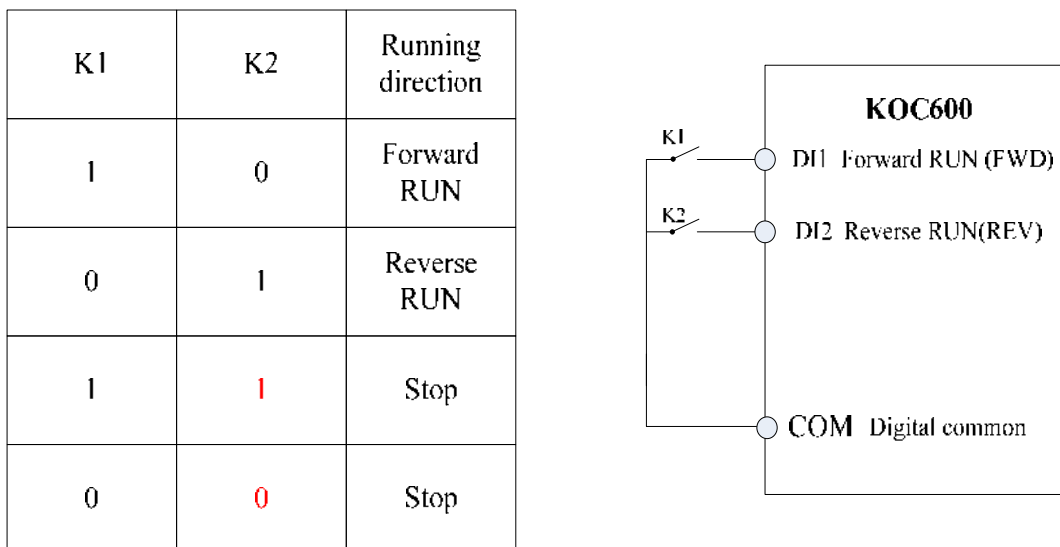 K1 K2 Running
direction
1 0 Forward
RUN
0 1 Reverse
RUN
1 1 Stop
0 0 Stop
KOC600
K1
DI1 Forward RUN (FWD)
K2
DI2 Reverse RUN(REV)
COM Digital common